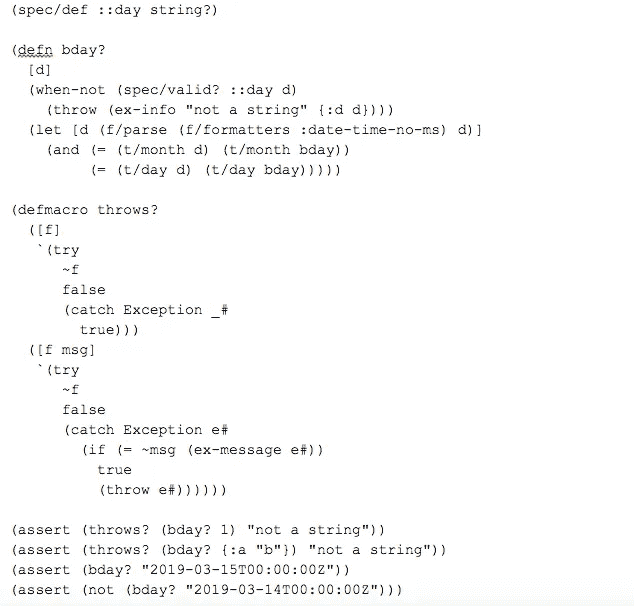 (spec/def ::day string?)
(defn bday?
[d]
(when-not (spec/valid? ::day d)
(throw (ex-info "not a string" {:d d})))
(let [d (f/parse (f/formatters :date-time-no-ms) d)]
(and (= (t/month d) (t/month bday))
(= (t/day d) (t/day bday)))))
(defmacro throws?
([f]
`(try
~f
false
(catch Exception _#
true)))
([f msg]
`(try
~f
false
(catch Exception e#
(if (= ~msg (ex-message e#))
true
(throw e#))))))
(assert (throws? (bday? 1) "not a string"))
(assert (throws? (bday? {:a "b"}) "not a string"))
(assert (bday? "2019-03-15T00:00:00Z"))
(assert (not (bday? "2019-03-14T00:00:00Z")))